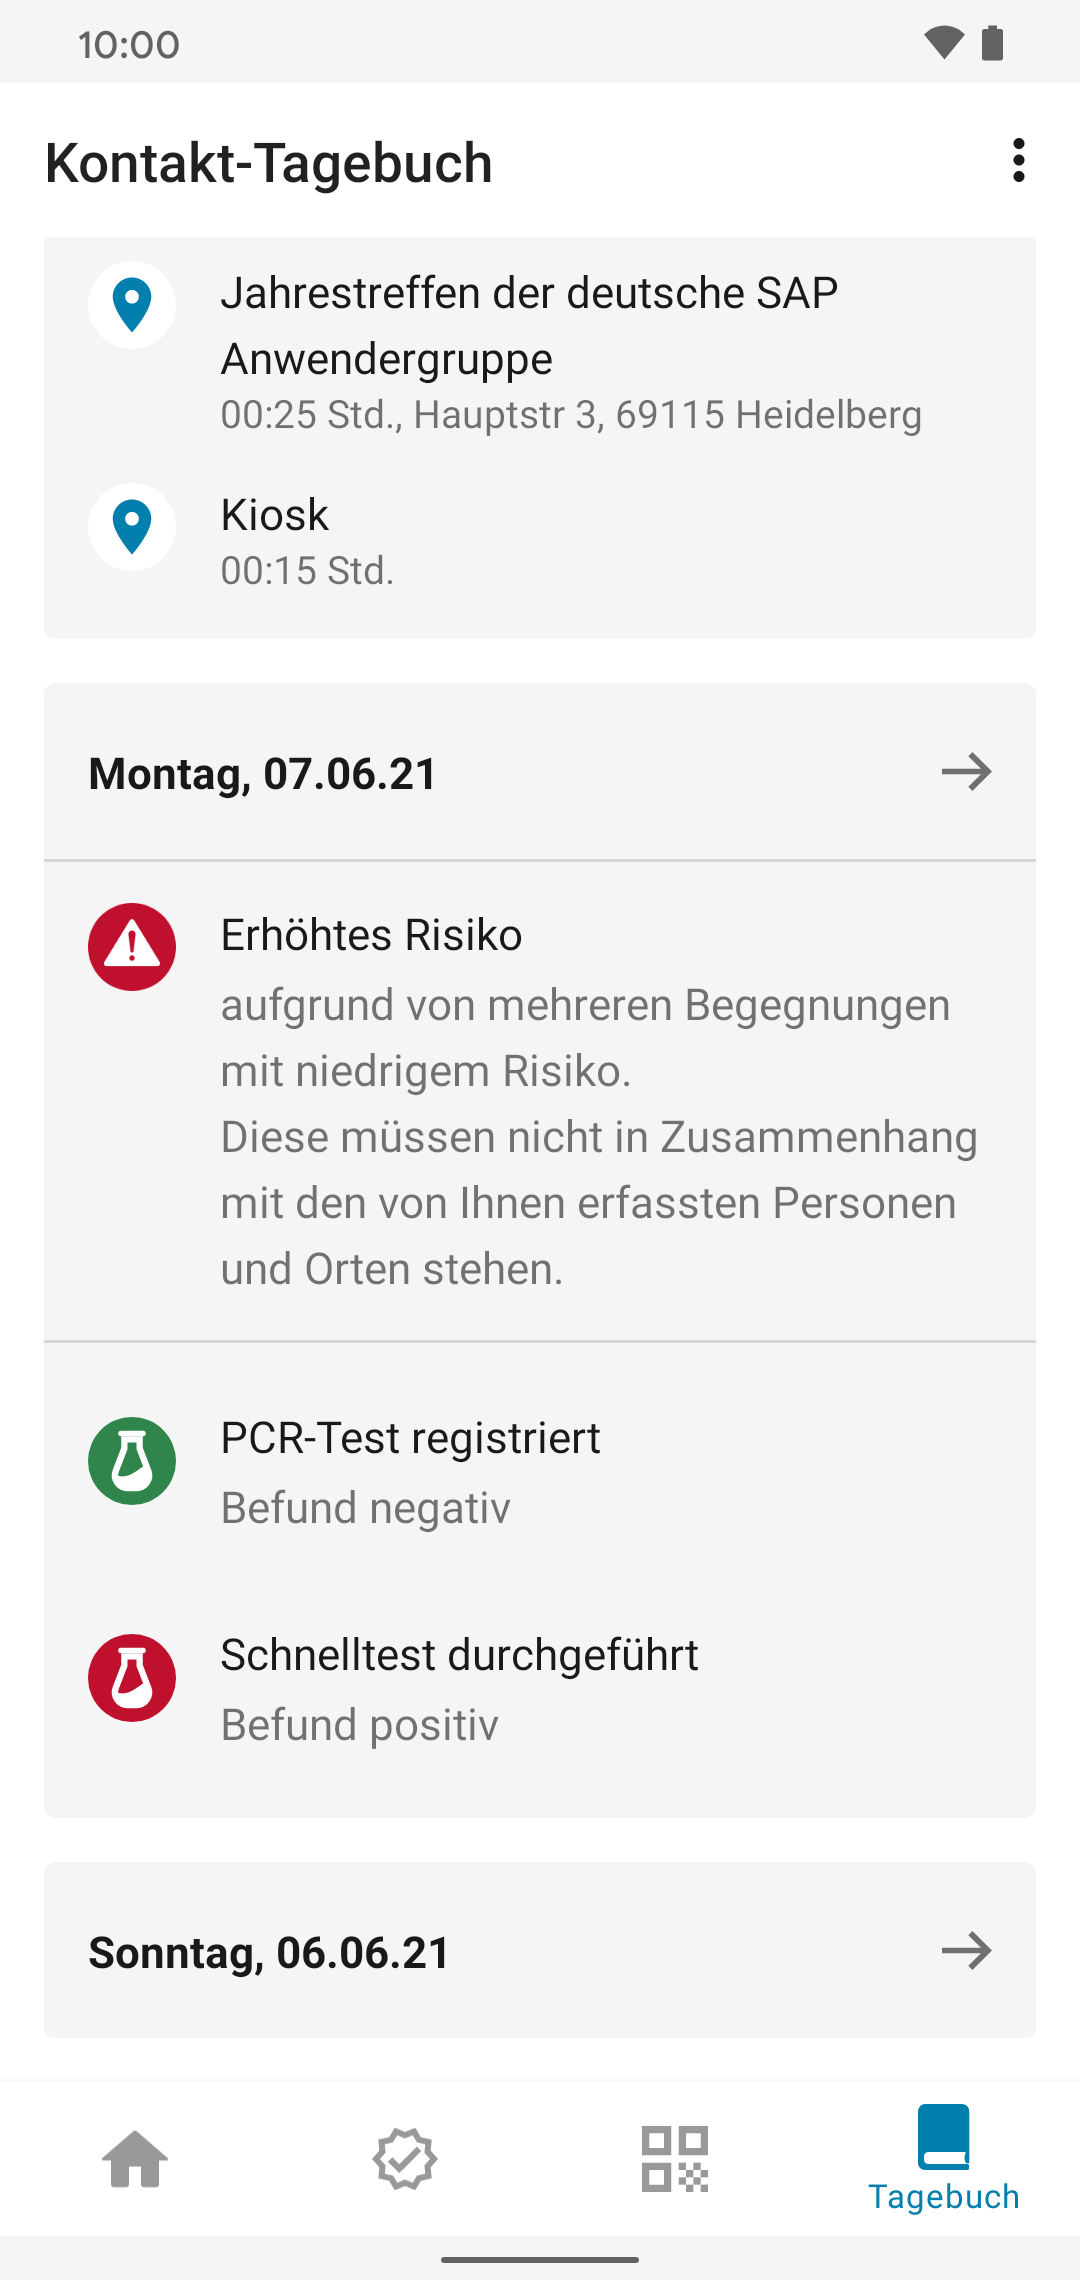 10:00
Kontakt-Tagebuch
Jahrestreffen der deutsche SAP
Anwendergruppe
00:25 Std., Hauptstr 3, 69115 Heidelberg
Kiosk
00:15 Std.
Montag, 07.06.21
Erhöhtes Risiko
aufgrund von mehreren Begegnungen
mit niedrigem Risiko.
Diese müssen nicht in Zusammenhang
mit den von Ihnen erfassten Personen
und Orten stehen.
PCR-Test registriert
Befund negativ
Schnelltest durchgeführt
Befund positiv
Sonntag, 06.06.21
Tagebuch